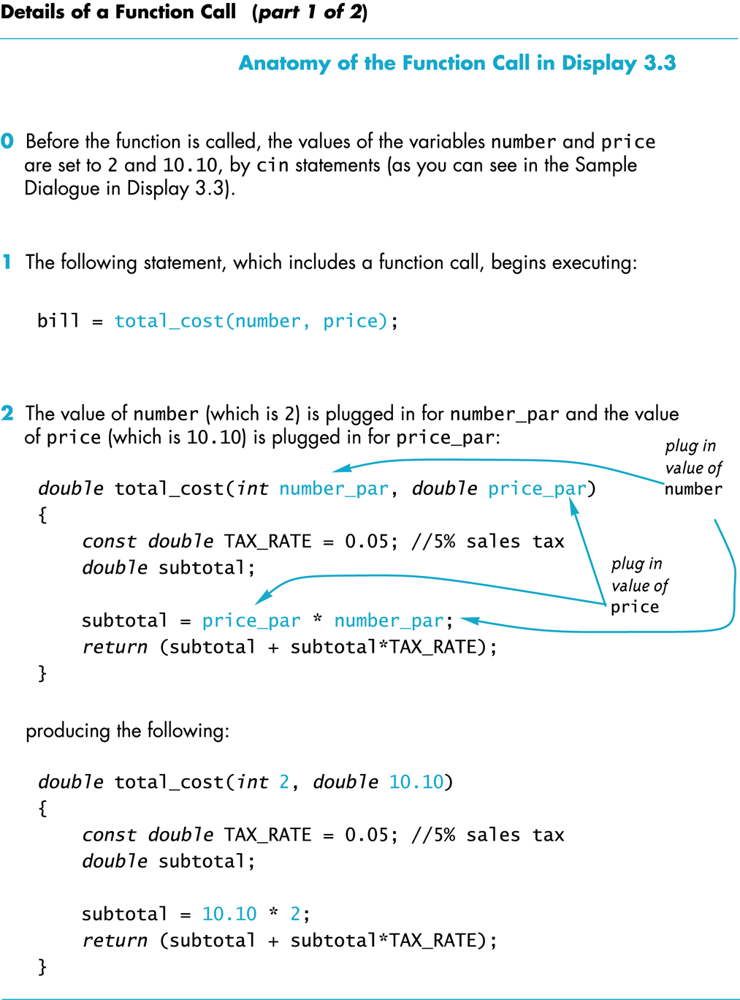 Details of a Function Call (part 1 of 2)
Anatomy of the Function Call in Display 3.3
0 Before the function is called, the values of the variables number and price
are set to 2 and 10.10, by cin statements (as you can see in the Sample
Dialogue in Display 3.3).
1 The following statement, which includes a function call, begins executing:
bill = total_cost(number, price);
2 The value of number (which is 2) is plugged in for number_par and the value
of price (which is 10.10) is plugged in for price_par:
plug in
value of
number
double total_cost(int number_par, double price_par)
{
const double TAX_RATE = 0.05; //5% sales tax
double subtotal;
plug in
value of
price
subtotal = price_par * number_par;
return (subtotal + subtotal*TAX_RATE);
}
producing the following:
double total_cost(int 2, double 10.10)
{
const double TAX_RATE = 0.05; //5% sales tax
double subtotal;
subtotal = 10.10 * 2;
return (subtotal + subtotal*TAX_RATE);
}